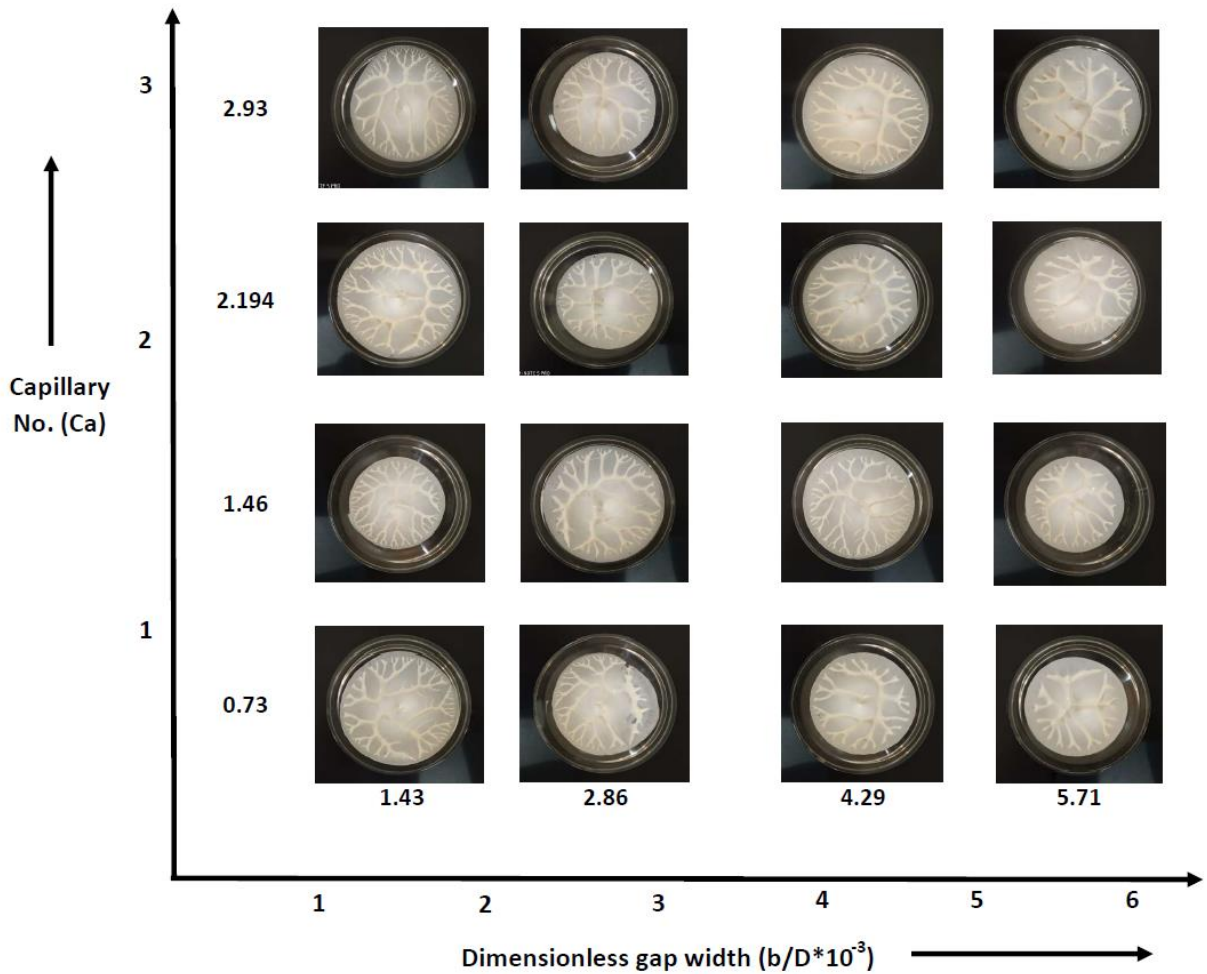 3
2.93
2.194
2
Capillary
No. (Ca)
1.46
1
0.73
1.43 2.86 4.29 5.71
1 2 3 4 5 6
Dimensionless gap width (b/D*10-3)